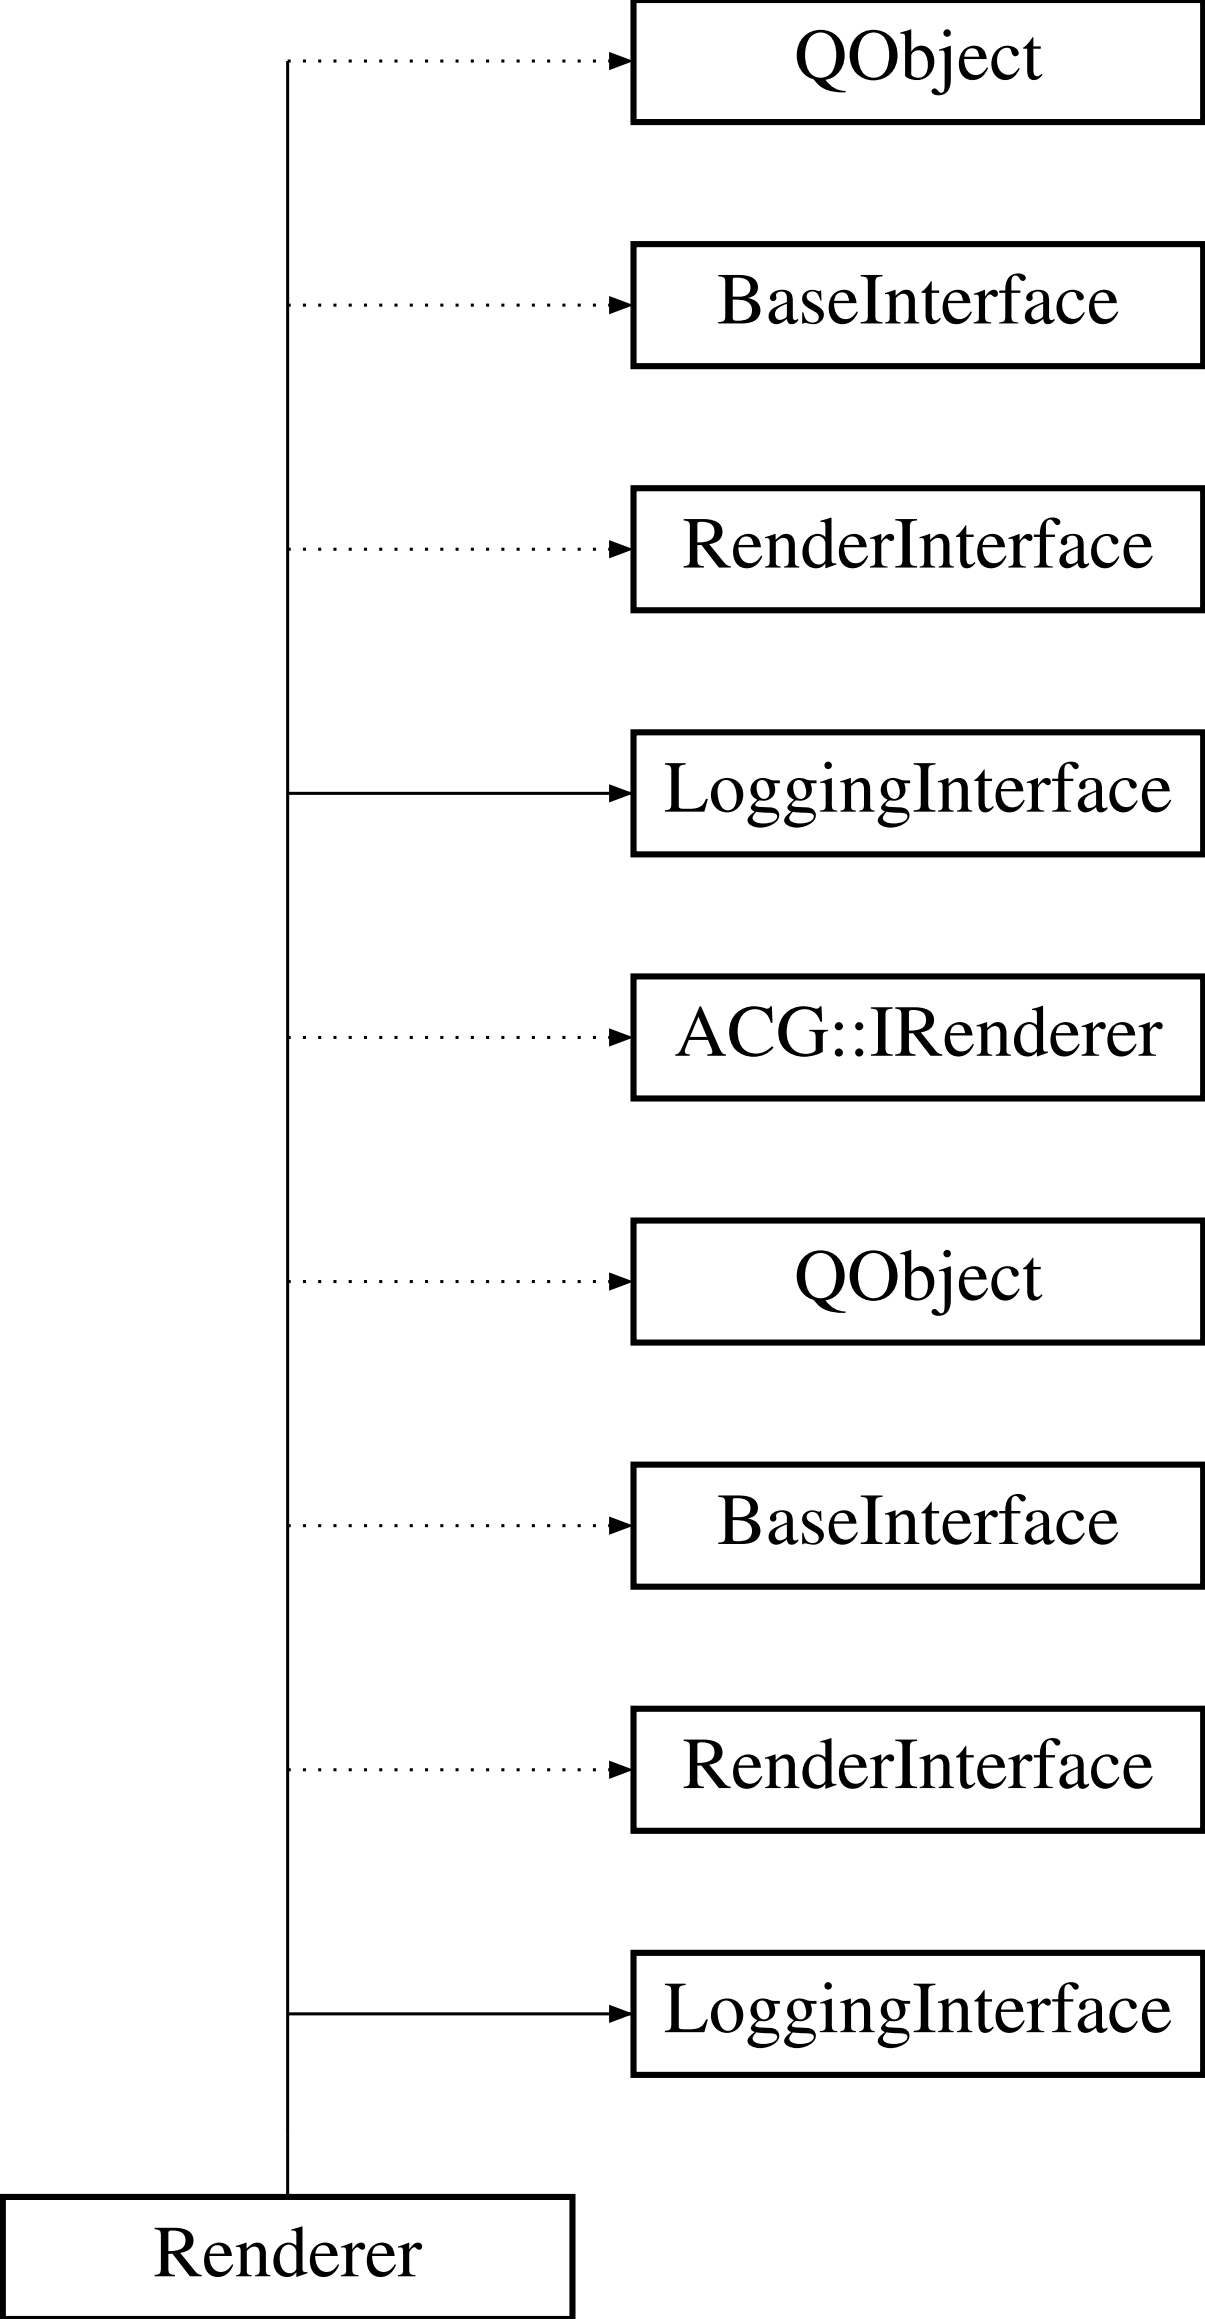 QObject
BaseInterface
RenderInterface
LoggingInterface
ACG::IRenderer
QObject
BaseInterface
RenderInterface
LoggingInterface
Renderer